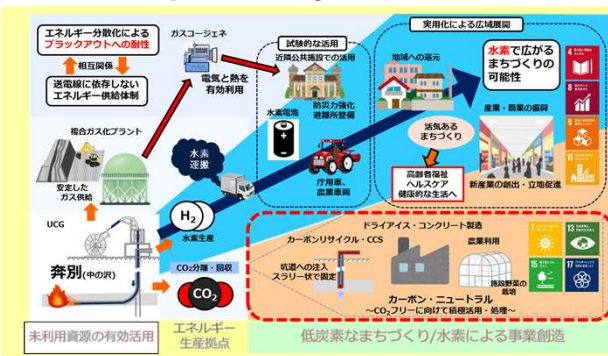 エネルギー分散化による
ブラックアウトへの耐性
相互関係
送電線に依存しない
エネルギー供給体制
ガスコージェネ
電気と熱を
有効利用
試験的な活用
近隣公共施設での活用
防災力強化
避難所整備
水素電池
庁用車、
農業車両
実用化による広域展開
地域への還元
水素で広がる
まちづくりの
可能性
産業・商業の振興
活気ある
まちづくり
高齢者福祉
ヘルスケア
健康的な生活へ
新産業の創出・立地促進
4
8
9
11
複合ガス化プラント
安定した
ガス供給
水素
運搬
H2
水素生産
UCG
奔別(中の沢)
CO2分離・回収
CO2
ドライアイス・コンクリート製造
カーボンリサイクル・CCS
農業利用
坑道への注入
スラリー状で固定
施設野菜の
栽培
カーボン・ニュートラル
～CO2フリーに向けて積極活用・処理～
7
13
15
17
未利用資源の有効活用
エネルギー
生産拠点
低炭素なまちづくり/水素による事業創造